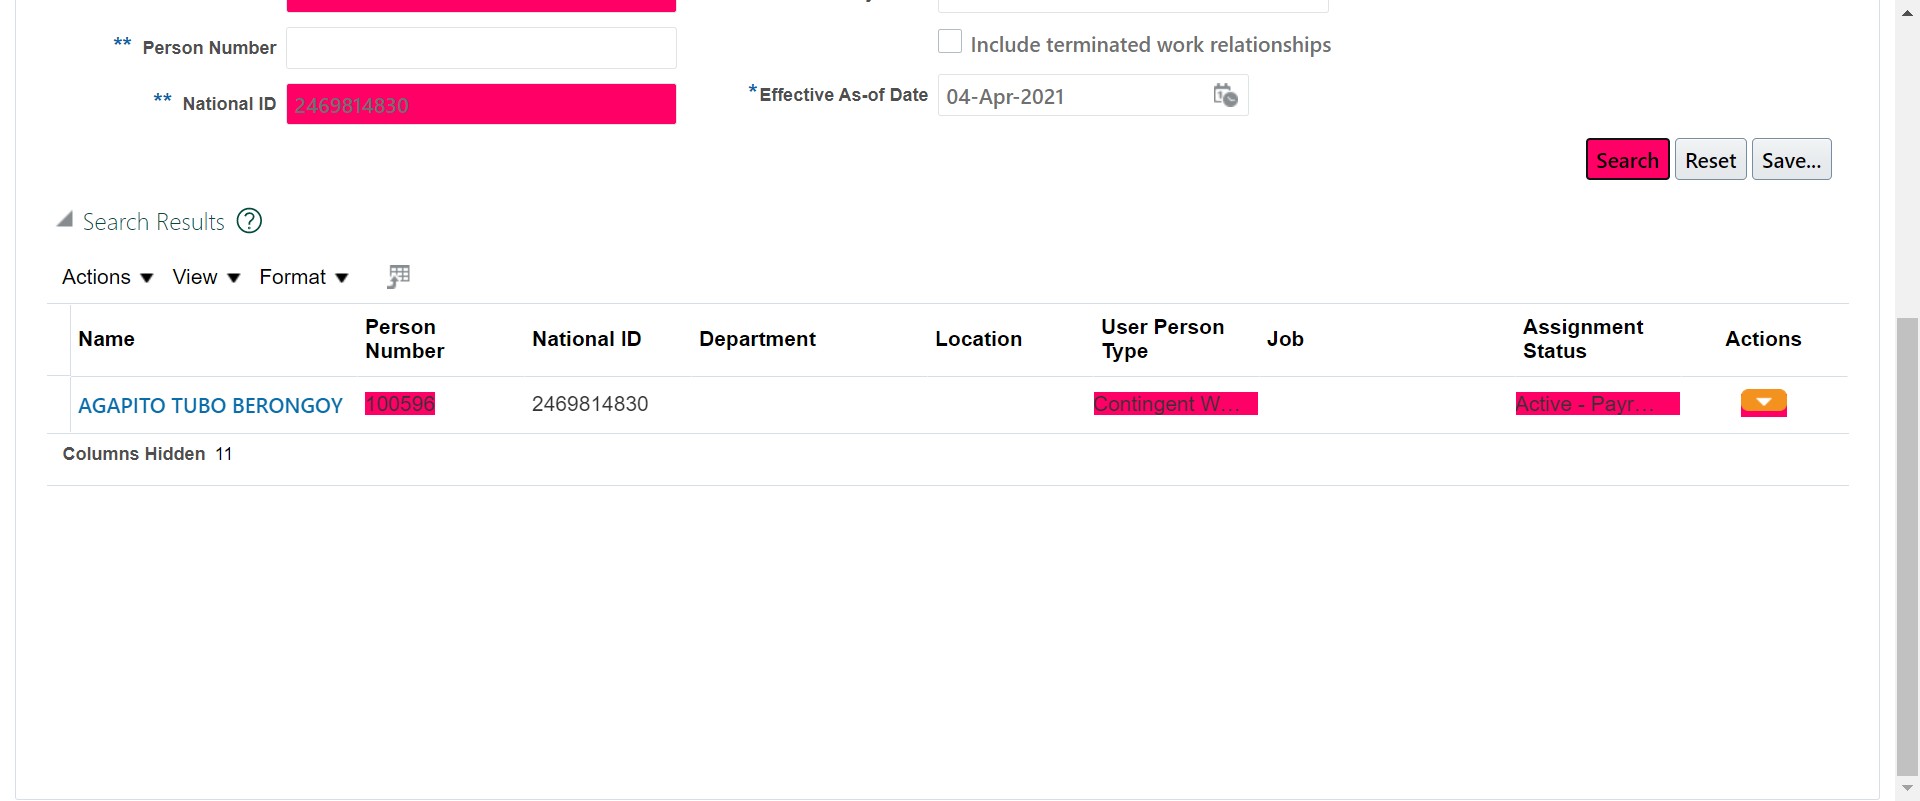 ** Person Number
Include terminated work relationships
** National ID 2469814830
*Effective As-of Date 04-Apr-2021
Search Reset Save...
Search Results ?
Actions View Format
Name Person Number National ID Department Location User Person Type Job Assignment Status Actions
AGAPITO TUBO BERONGOY 100596 2469814830 Contingent W... Active - Payr...
Columns Hidden 11